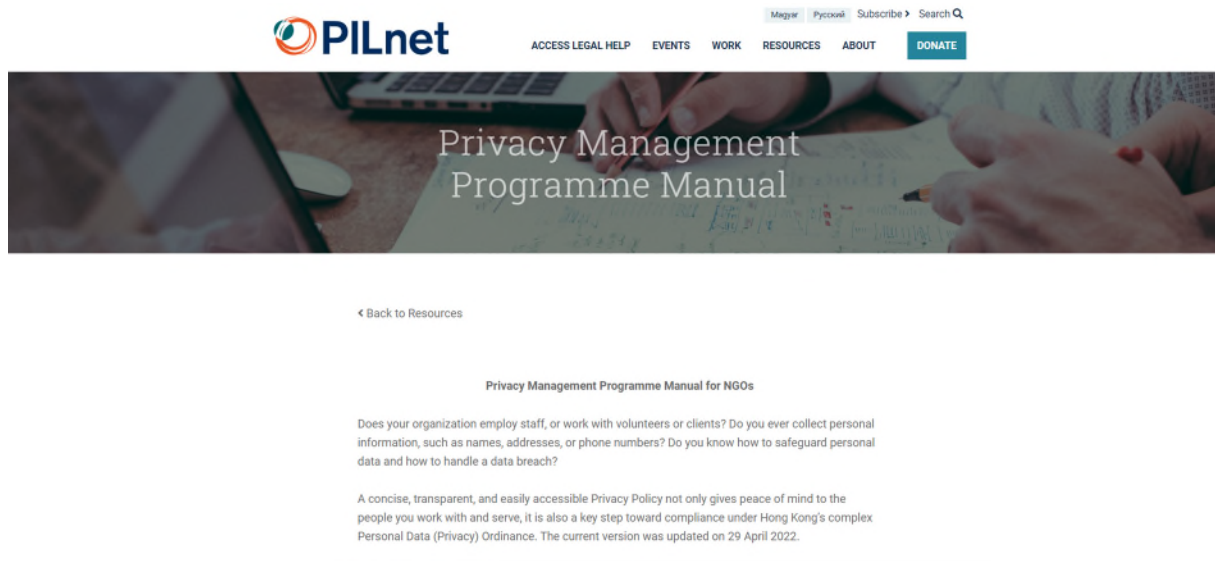 Magyar Русский Subscribe > Search
PILnet
ACCESS LEGAL HELP EVENTS WORK RESOURCES ABOUT DONATE
Privacy Management
Programme Manual
< Back to Resources
Privacy Management Programme Manual for NGOs
Does your organization employ staff, or work with volunteers or clients? Do you ever collect personal
information, such as names, addresses, or phone numbers? Do you know how to safeguard personal
data and how to handle a data breach?
A concise, transparent, and easily accessible Privacy Policy not only gives peace of mind to the
people you work with and serve, it is also a key step toward compliance under Hong Kong's complex
Personal Data (Privacy) Ordinance. The current version was updated on 29 April 2022.